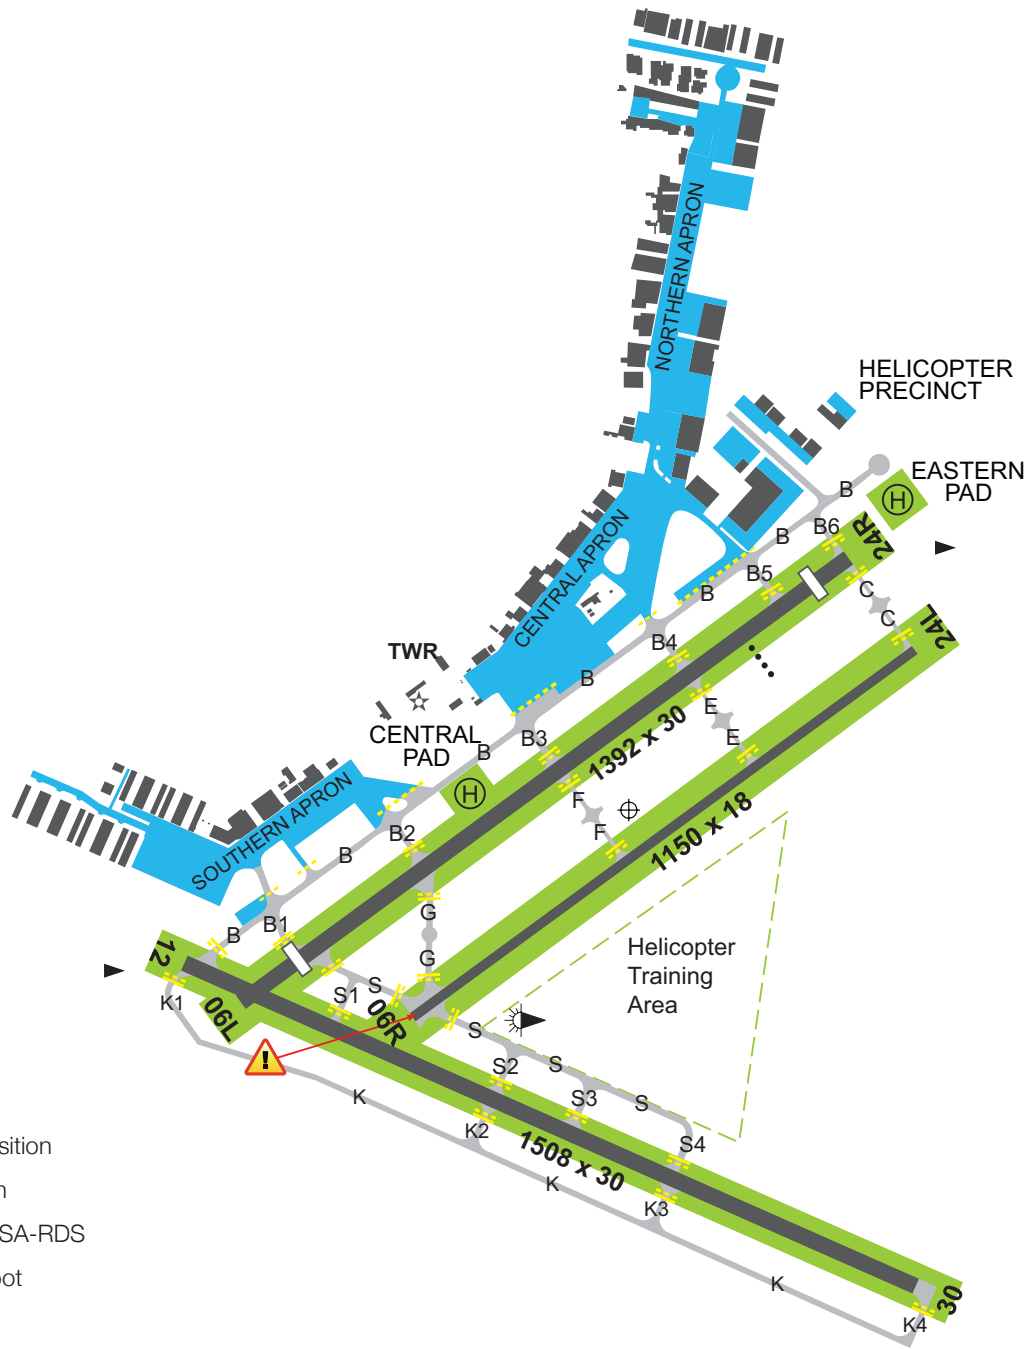 NORTHERN APRON
HELICOPTER
PRECINCT
EASTERN
PAD
H
B
B6
24R
B
B5
C
C
24L
B
CENTRAL APRON
B4
TWR
B
E
E
CENTRAL
PAD
B
B3
1392 x 30
H
F
F
1150 x 18
SOUTHERN APRON
B2
B
G
G
B1
B
Helicopter
Training
Area
12
K1
06L
S
S1
06R
!
S
S
S2
S3
S
S4
K
K2
1508 x 30
K
K3
K
K4
30
sition
n
SA-RDS
oot